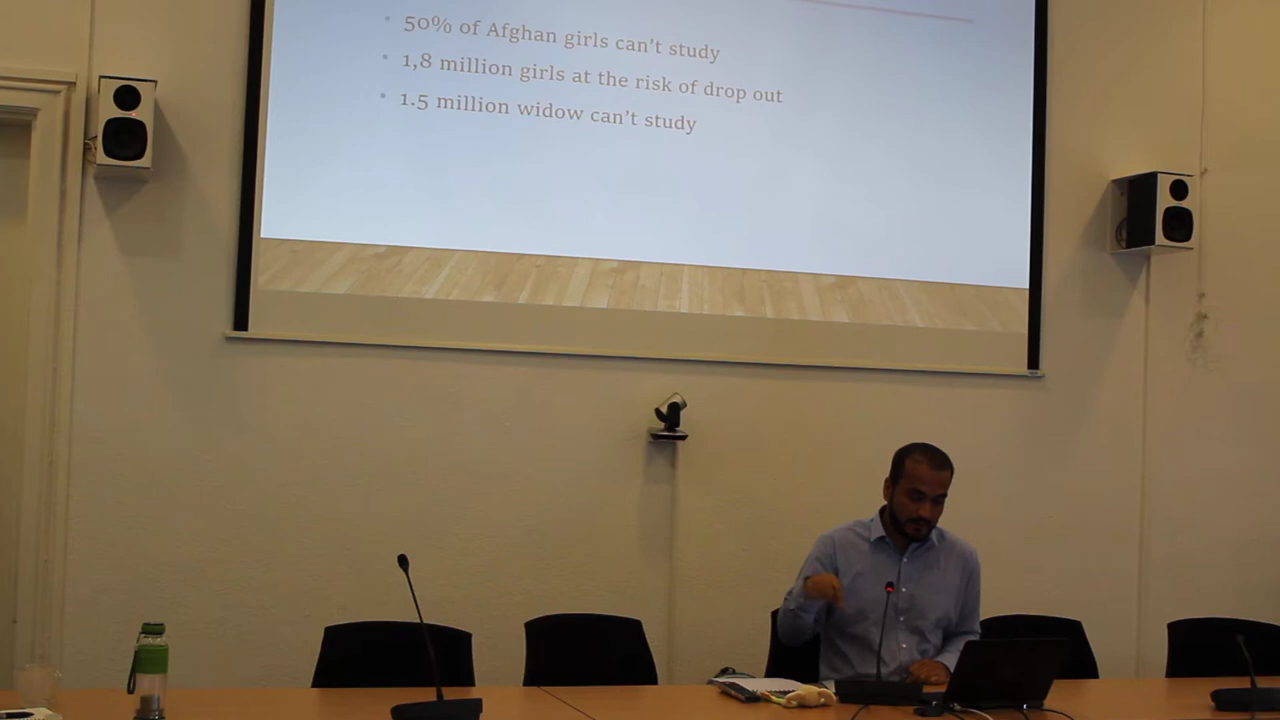 50% of Afghan girls can't study
1,8 million girls at the risk of drop out
1.5 million widow can't study